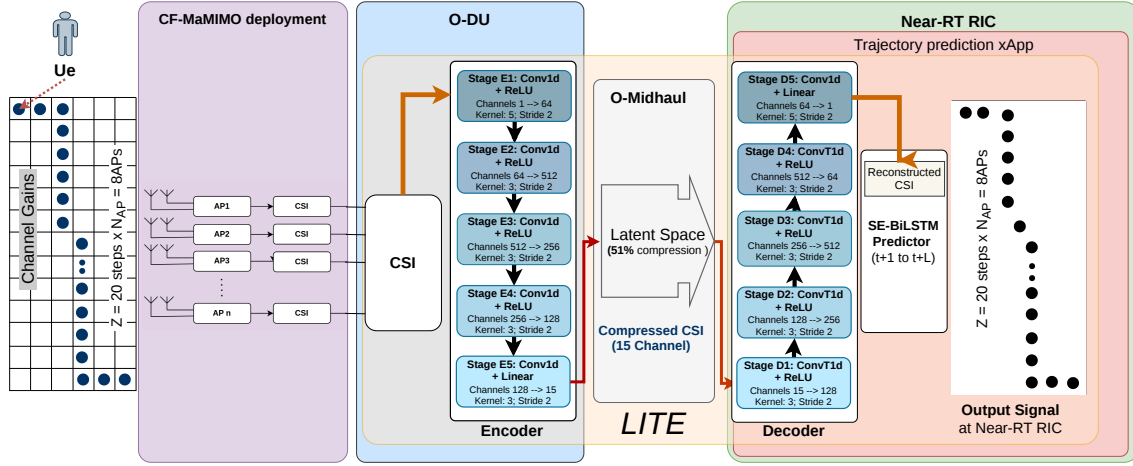 CF-MaMIMO deployment
O-DU
Near-RT RIC
Trajectory prediction xApp
Ue
Channel Gains
Z = 20 steps x N_AP = 8APs
AP1
CSI
AP2
CSI
AP3
CSI
AP n
CSI
CSI
Stage E1: Conv1d
+ ReLU
Channels 1 --> 64
Kernel: 5; Stride 2
Stage E2: Conv1d
+ ReLU
Channels 64 --> 512
Kernel: 3; Stride 2
Stage E3: Conv1d
+ ReLU
Channels 512 --> 256
Kernel: 3; Stride 2
Stage E4: Conv1d
+ ReLU
Channels 256 --> 128
Kernel: 3; Stride 2
Stage E5: Conv1d
+ Linear
Channels 128 --> 15
Kernel: 3; Stride 2
Encoder
O-Midhaul
Latent Space
(51% compression )
Compressed CSI
(15 Channel)
LITE
Stage D5: Conv1d
+ Linear
Channels 64 --> 1
Kernel: 5; Stride 2
Stage D4: ConvT1d
+ ReLU
Channels 512 --> 64
Kernel: 3; Stride 2
Stage D3: ConvT1d
+ ReLU
Channels 256 --> 512
Kernel: 3; Stride 2
Stage D2: ConvT1d
+ ReLU
Channels 128 --> 256
Kernel: 3; Stride 2
Stage D1: ConvT1d
+ ReLU
Channels 15 --> 128
Kernel: 3; Stride 2
Decoder
Reconstructed
CSI
SE-BiLSTM
Predictor
(t+1 to t+L)
Z = 20 steps x N_AP = 8APs
Output Signal
at Near-RT RIC